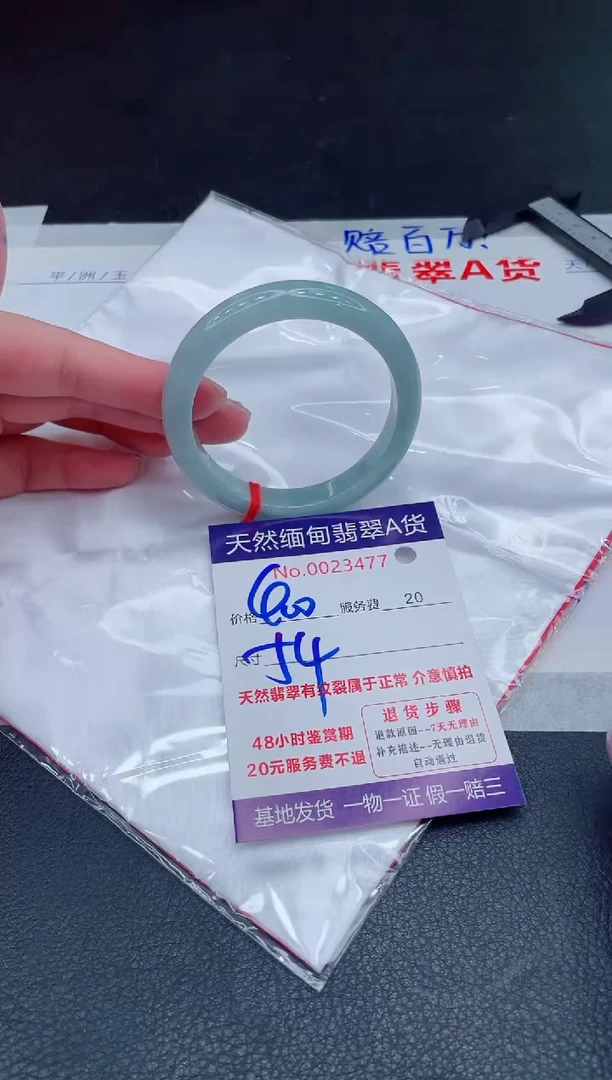 赔百万
平/洲/玉
翡翠A货
天
天然缅甸翡翠A货
No.0023477
价格 服务费 20
尺寸 54
天然翡翠有纹裂属于正常 介意慎拍
48小时鉴赏期
20元服务费不退
退货步骤
退款原因--7天无理由
补充描述--无理由退货
自动通过
基地发货 一物一证 假一赔三